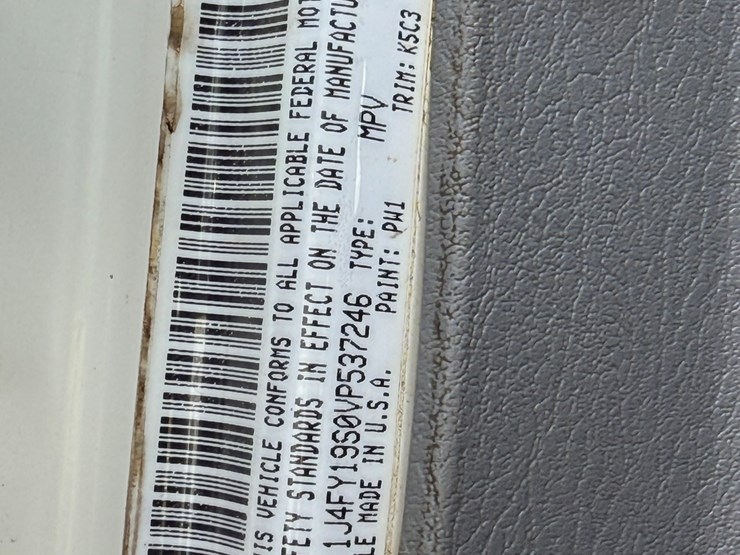 IS VEHICLE CONFORMS TO ALL APPLICABLE FEDERAL MOT
FETY STANDARDS IN EFFECT ON THE DATE OF MANUFACTU
1J4FY19S0VP537246 TYPE: MPV
LE MADE IN U.S.A. PAINT: PW1 TRIM: K5C3